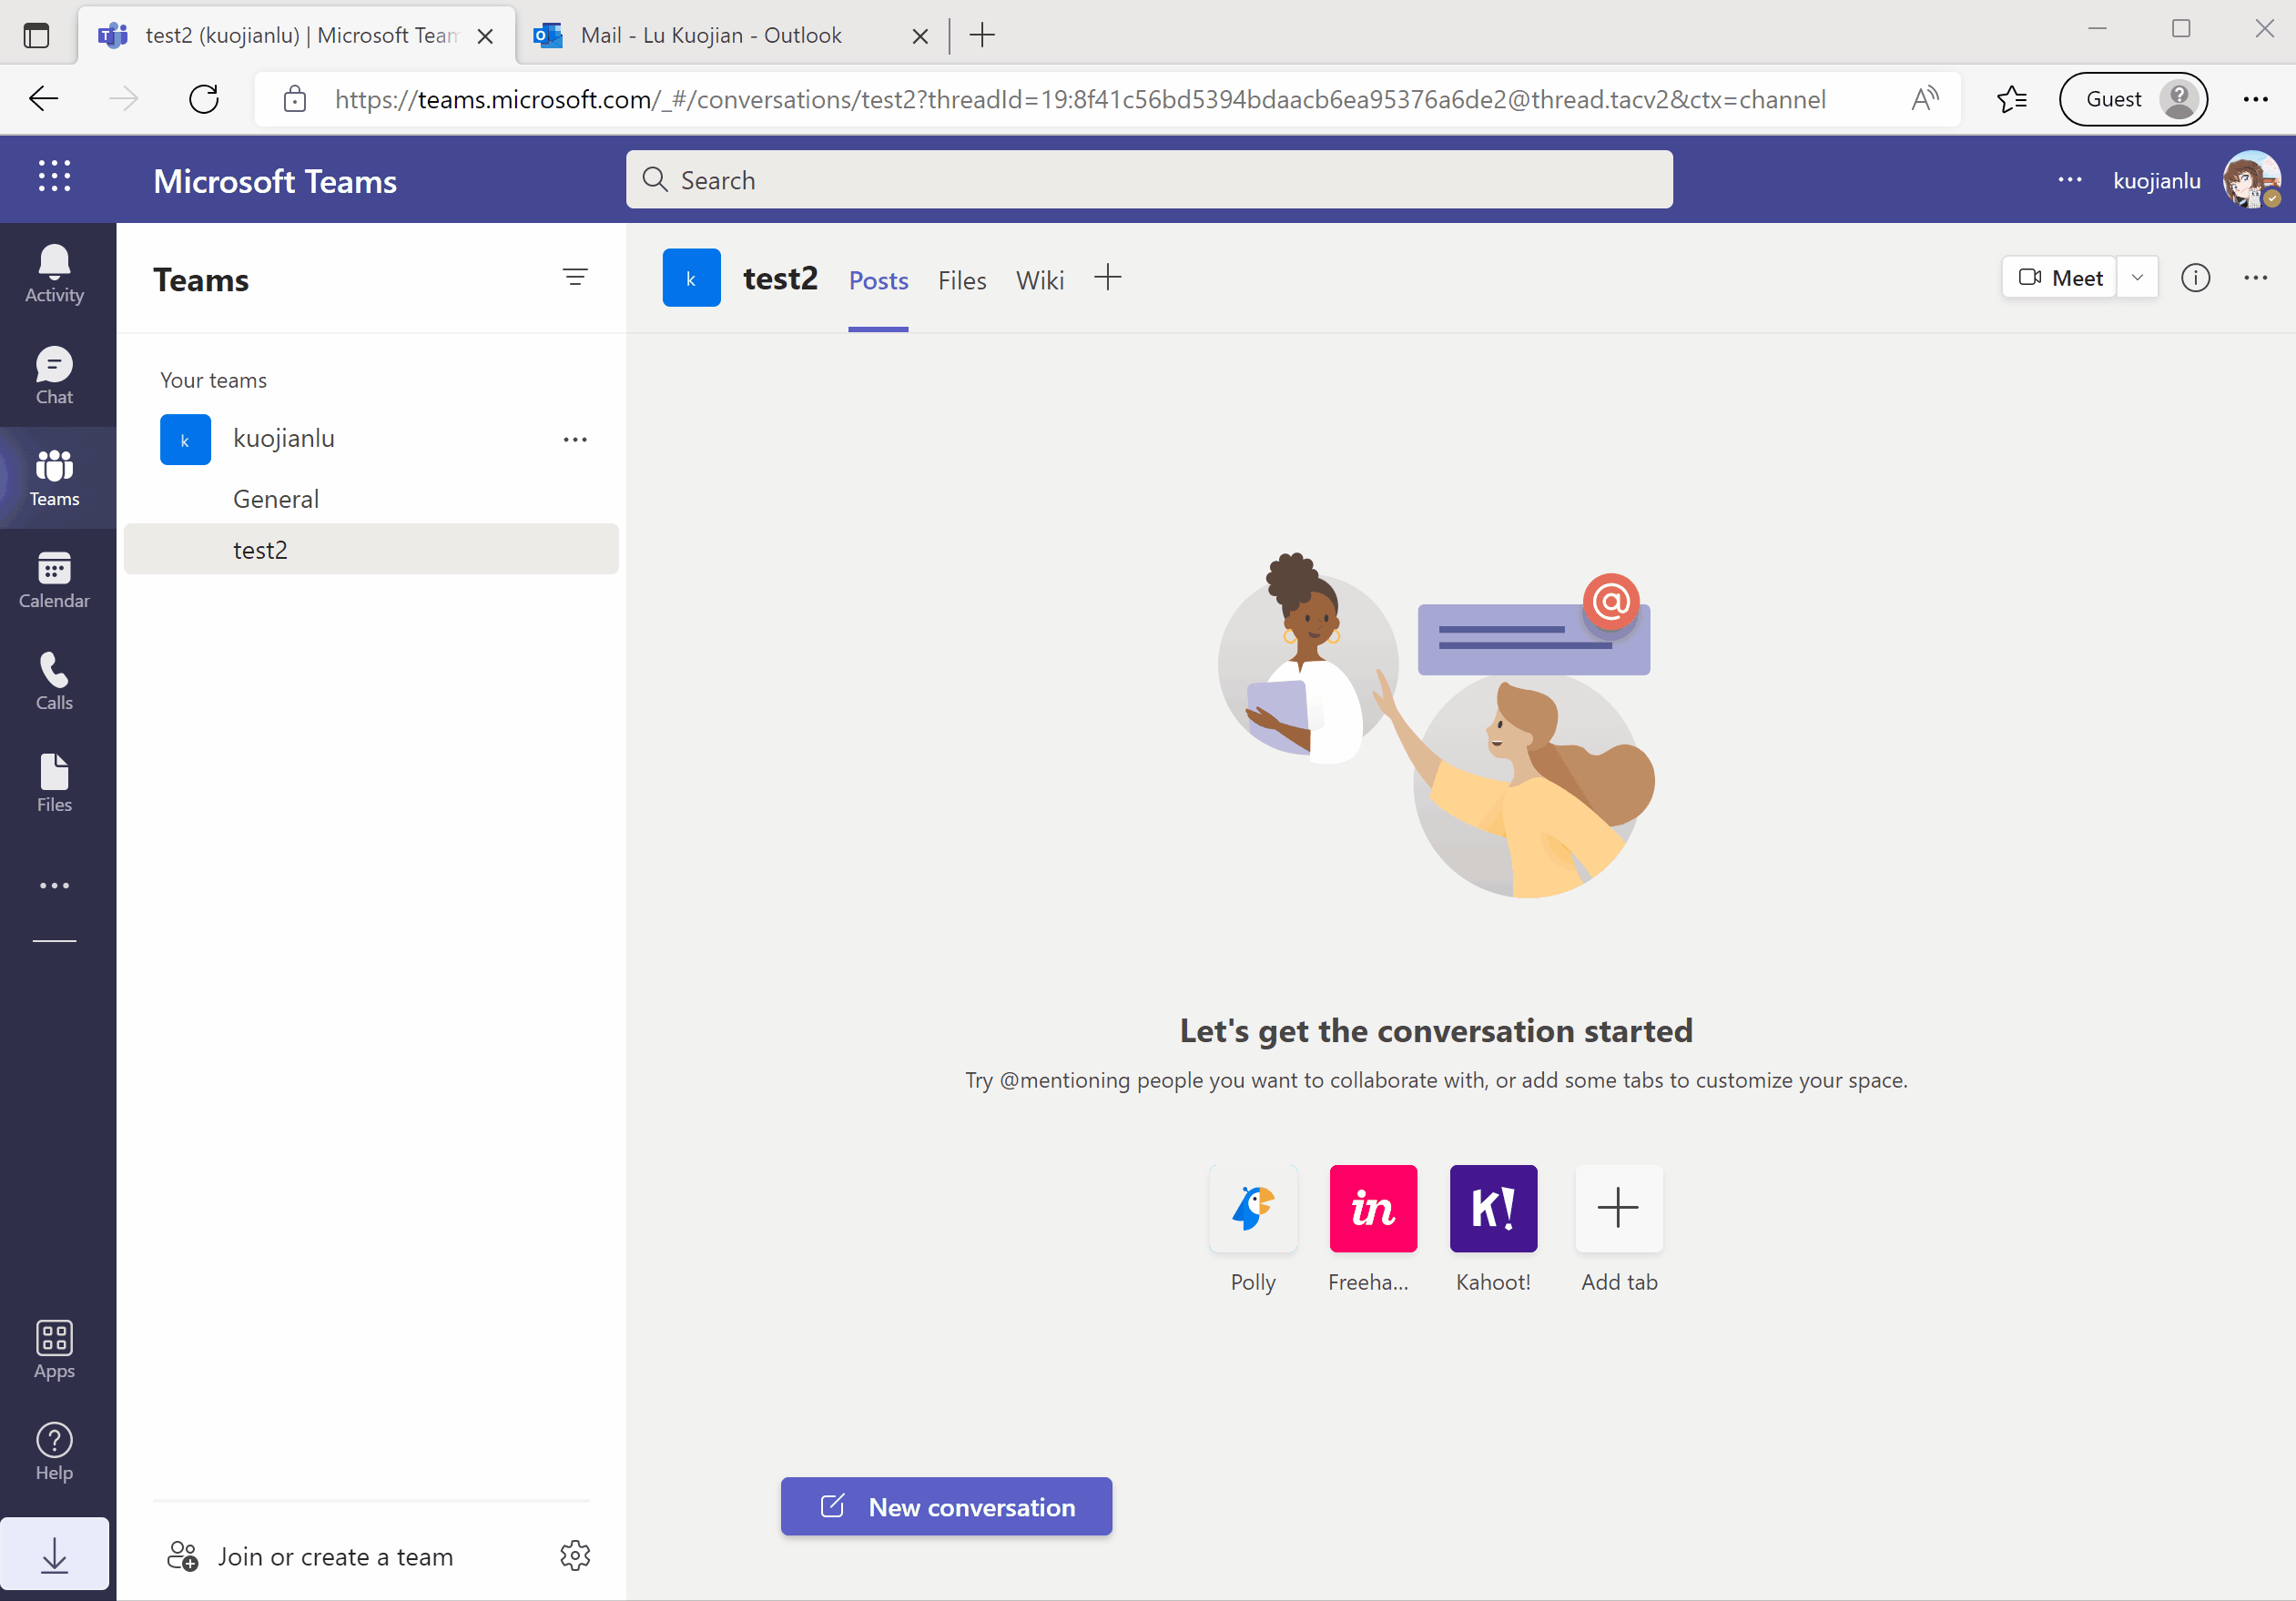 test2 (kuojianlu) | Microsoft Team
Mail - Lu Kuojian - Outlook
https://teams.microsoft.com/_#/conversations/test2?threadId=19:8f41c56bd5394bdaacb6ea95376a6de2@thread.tacv2&ctx=channel
Guest
Microsoft Teams
Search
kuojianlu
Activity
Chat
Teams
Calendar
Calls
Files
Apps
Help
Teams
Your teams
k
kuojianlu
General
test2
Join or create a team
k
test2
Posts
Files
Wiki
Meet
@
Let's get the conversation started
Try @mentioning people you want to collaborate with, or add some tabs to customize your space.
in
K!
Polly
Freeha...
Kahoot!
Add tab
New conversation